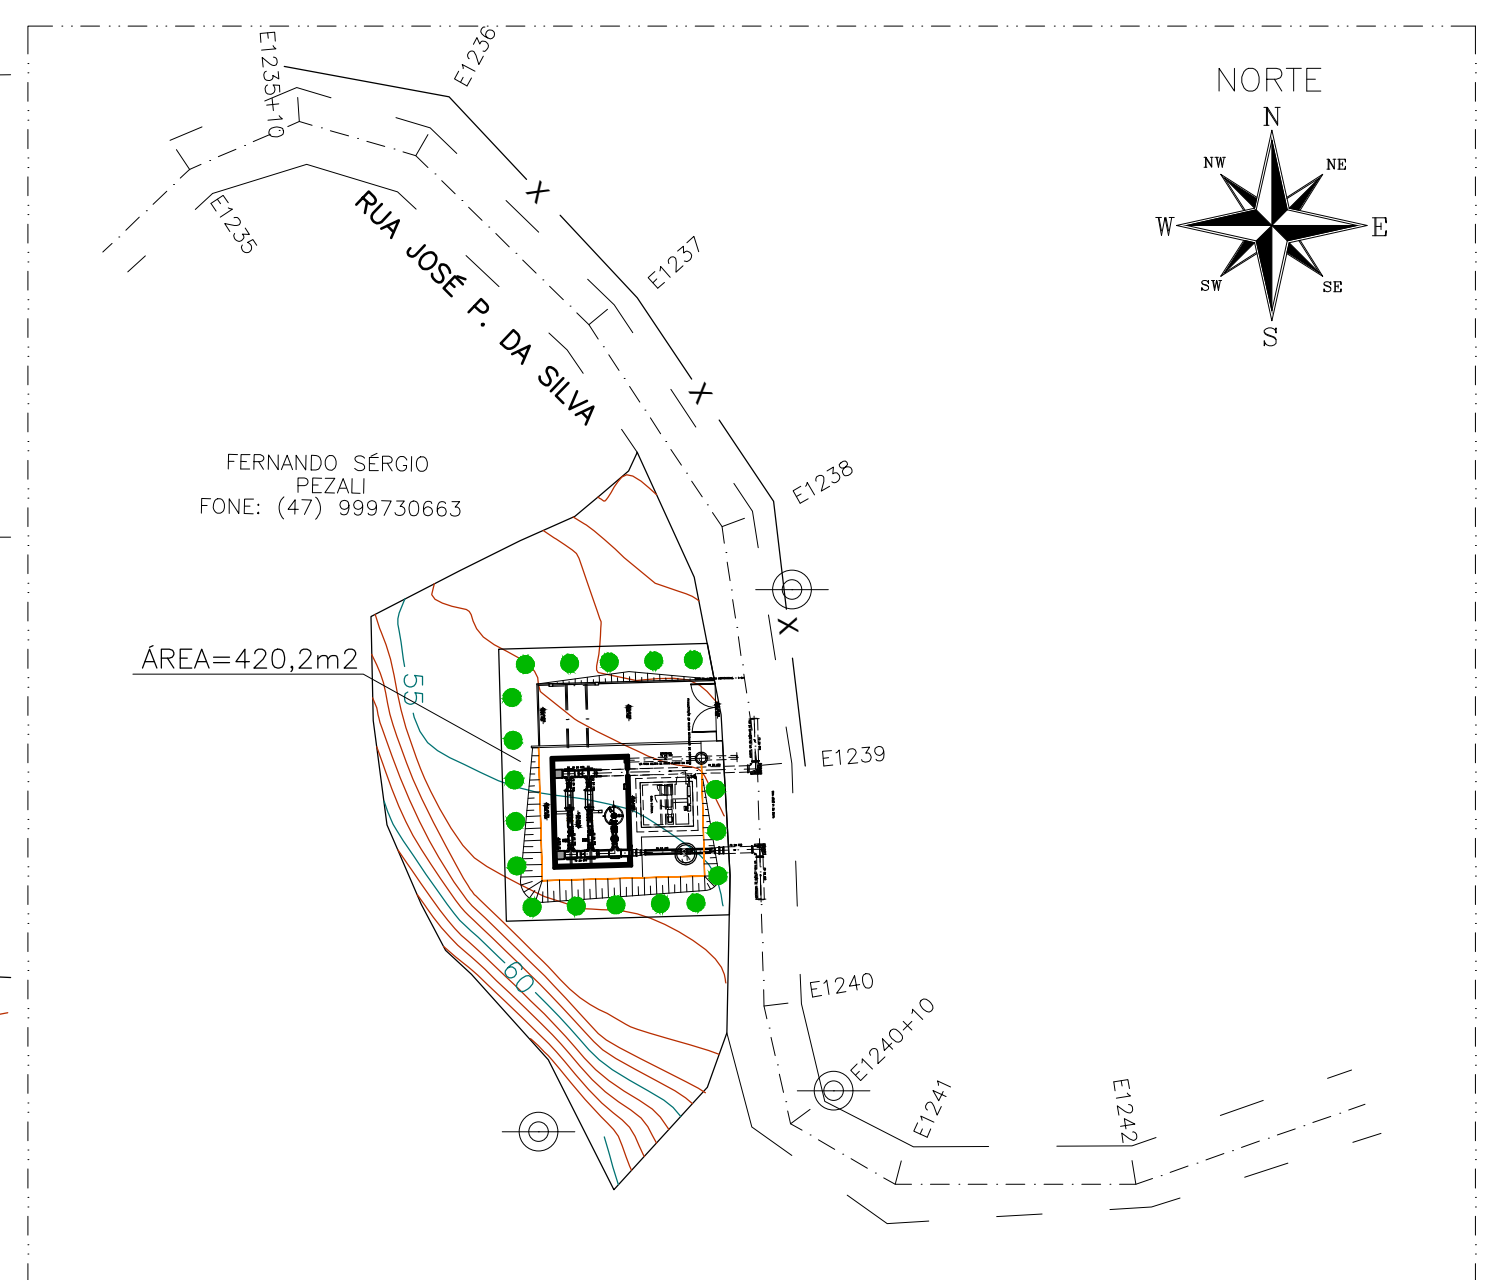 E1235+10
E1236
NORTE
N
NW
NE
W
E
SW
SE
S
E1235
X
RUA JOSÉ P. DA SILVA
E1237
X
FERNANDO SÉRGIO
PEZALI
FONE: (47) 999730663
E1238
X
ÁREA=420,2m2
55
E1239
60
E1240
E1240+10
E1241
E1242